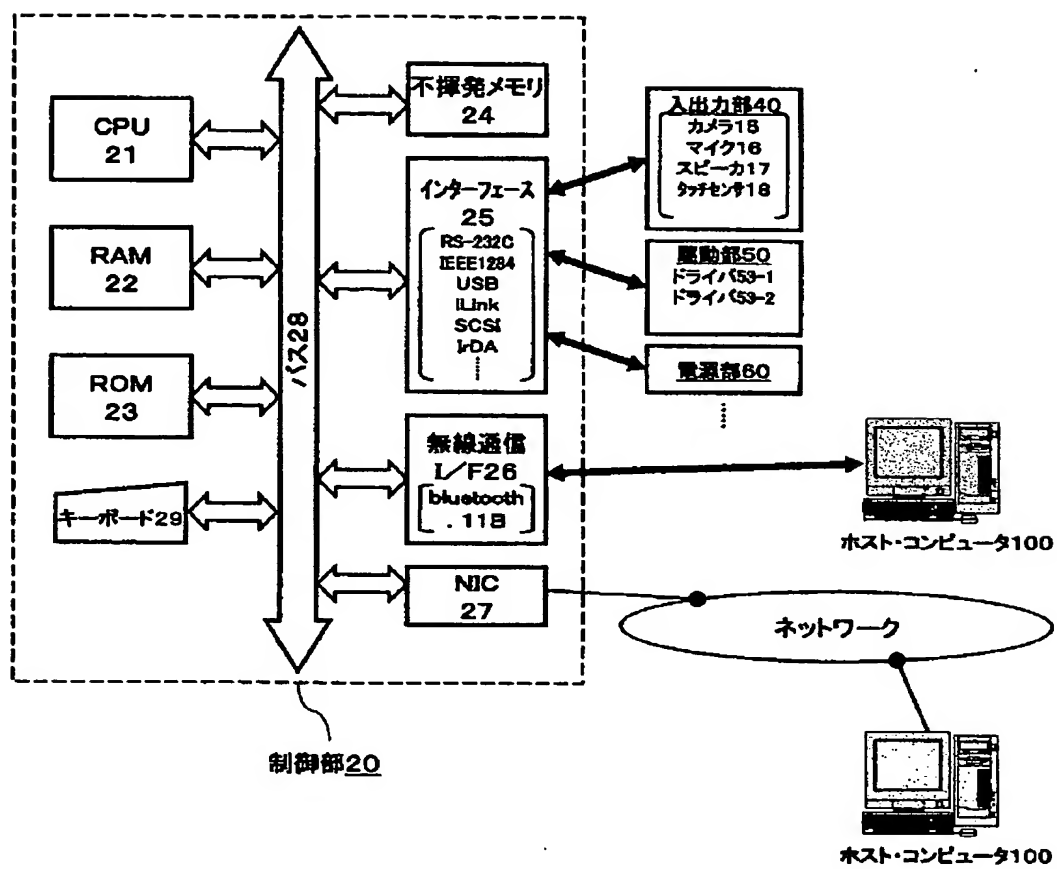 CPU
21
RAM
22
ROM
23
キーボード29
バス28
不揮発メモリ
24
インターフェース
25
RS-232C
IEEE1284
USB
iLink
SCSI
IrDA
無線通信
I/F26
bluetooth
.11B
NIC
27
入出力部40
カメラ15
マイク16
スピーカ17
タッチセンサ18
駆動部50
ドライバ53-1
ドライバ53-2
電源部60
ホスト・コンピュータ100
ネットワーク
制御部20
ホスト・コンピュータ100